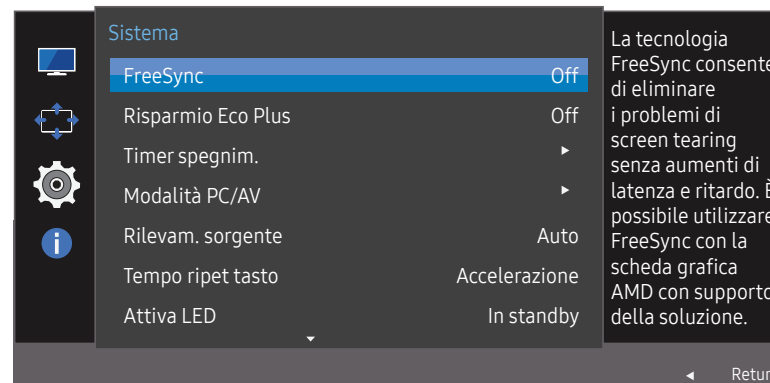 Sistema
FreeSync Off
Risparmio Eco Plus Off
Timer spegnim.
Modalità PC/AV
Rilevam. sorgente Auto
Tempo ripet tasto Accelerazione
Attiva LED In standby
La tecnologia
FreeSync consente
di eliminare
i problemi di
screen tearing
senza aumenti di
latenza e ritardo. È
possibile utilizzare
FreeSync con la
scheda grafica
AMD con supporto
della soluzione.
Retur